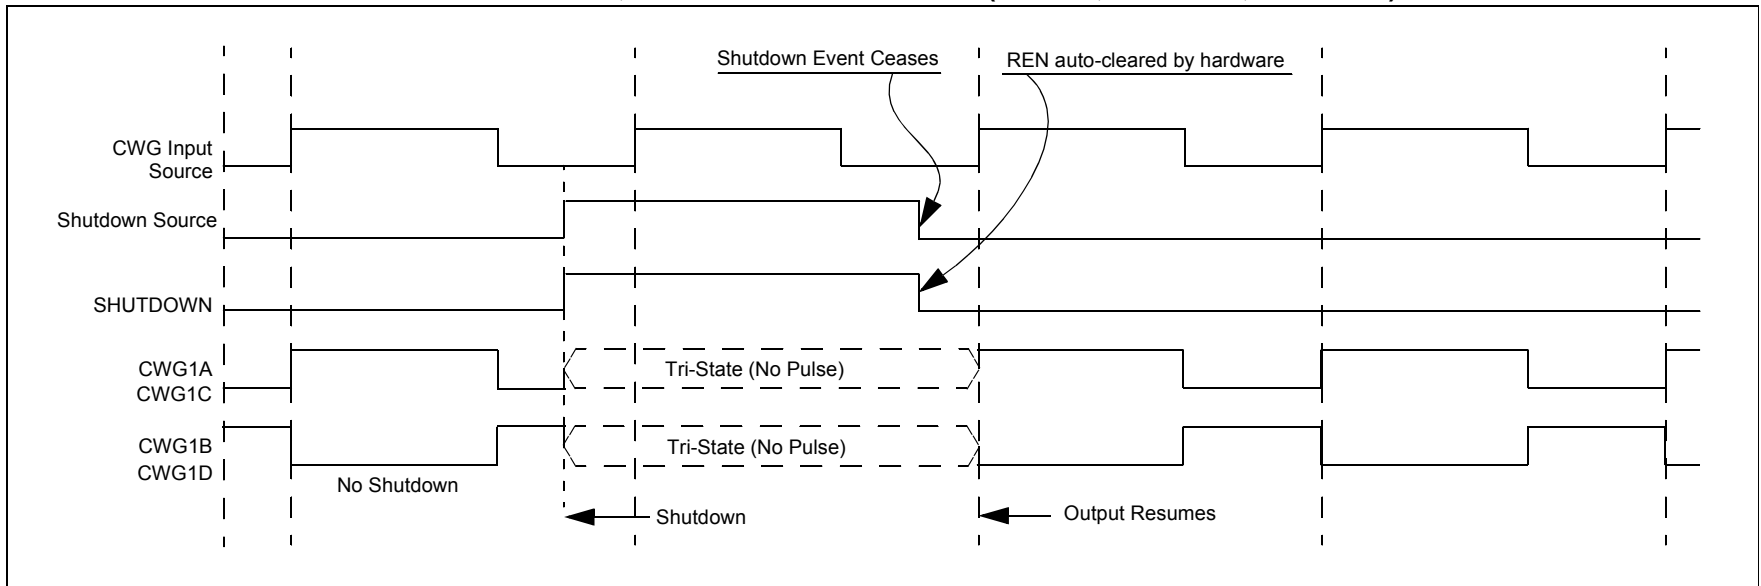 Shutdown Event Ceases
REN auto-cleared by hardware
CWG Input
Source
Shutdown Source
SHUTDOWN
CWG1A
CWG1C
Tri-State (No Pulse)
CWG1B
CWG1D
Tri-State (No Pulse)
No Shutdown
Shutdown
Output Resumes